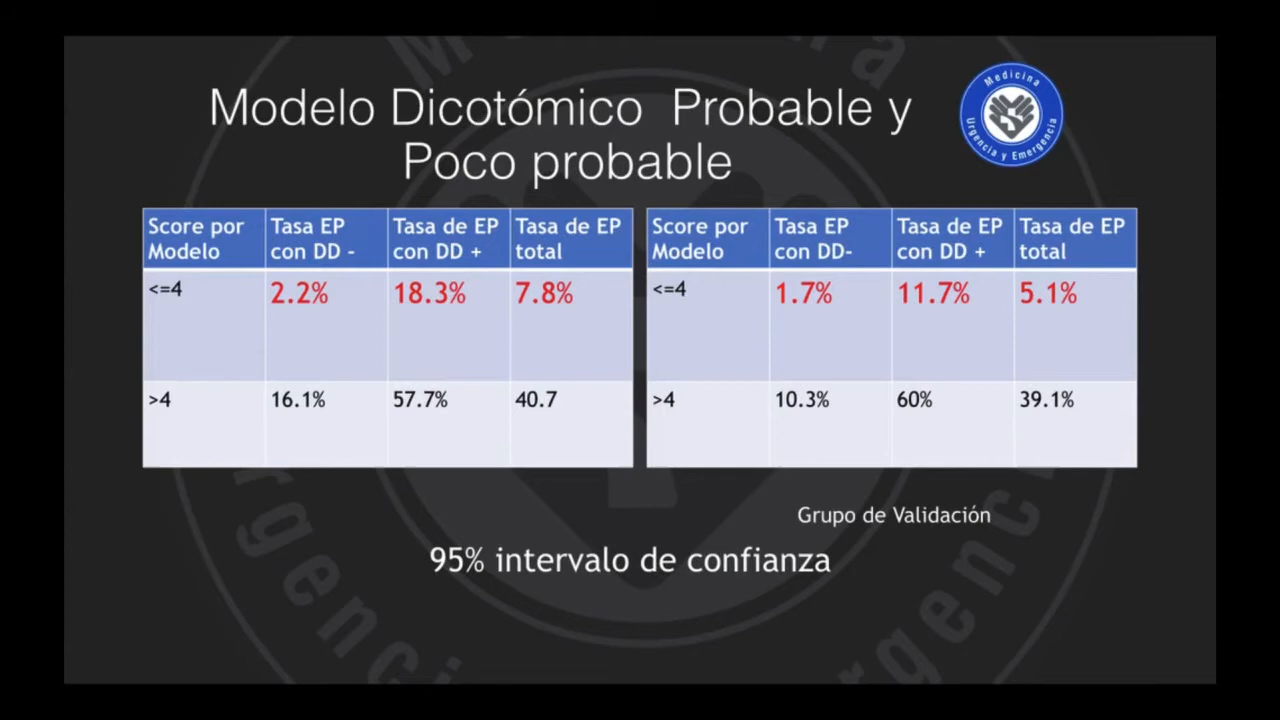 Modelo Dicotómico Probable y
Poco probable
Medicina
Urgencia y Emergencia
Score por Modelo Tasa EP con DD - Tasa de EP con DD + Tasa de EP total
<=4 2.2% 18.3% 7.8%
>4 16.1% 57.7% 40.7
Score por Modelo Tasa EP con DD- Tasa de EP con DD + Tasa de EP total
<=4 1.7% 11.7% 5.1%
>4 10.3% 60% 39.1%
Grupo de Validación
95% intervalo de confianza